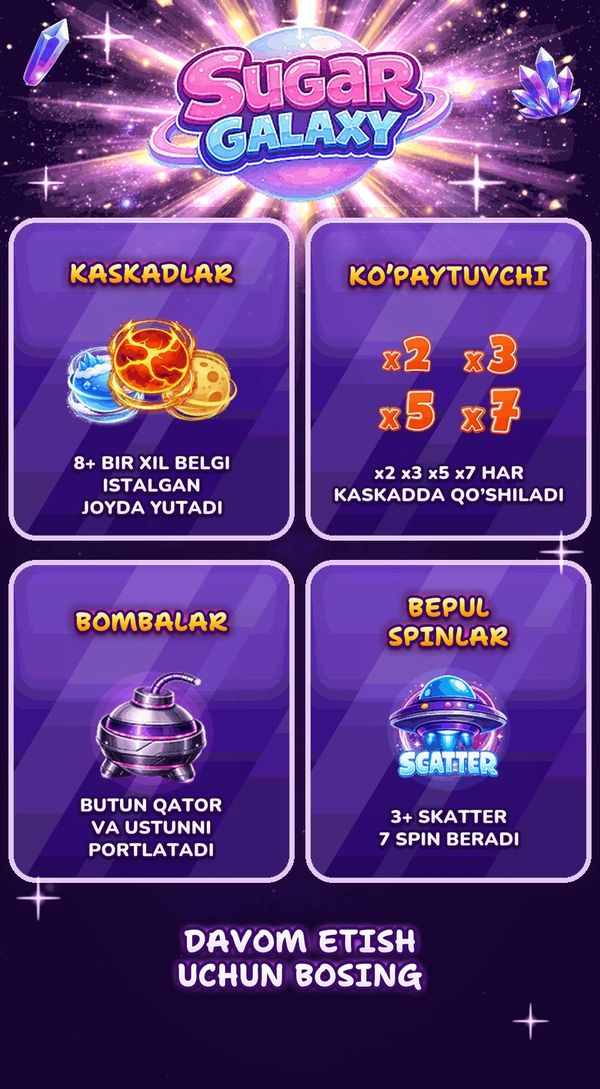 SUGAR
GALAXY
KASKADLAR
8+ BIR XIL BELGI
ISTALGAN
JOYDA YUTADI
KO'PAYTUVCHI
x2 x3
x5 x7
x2 x3 x5 x7 HAR
KASKADDA QO'SHILADI
BOMBALAR
BUTUN QATOR
VA USTUNNI
PORTLATADI
BEPUL
SPINLAR
SCATTER
3+ SKATTER
7 SPIN BERADI
DAVOM ETISH
UCHUN BOSING